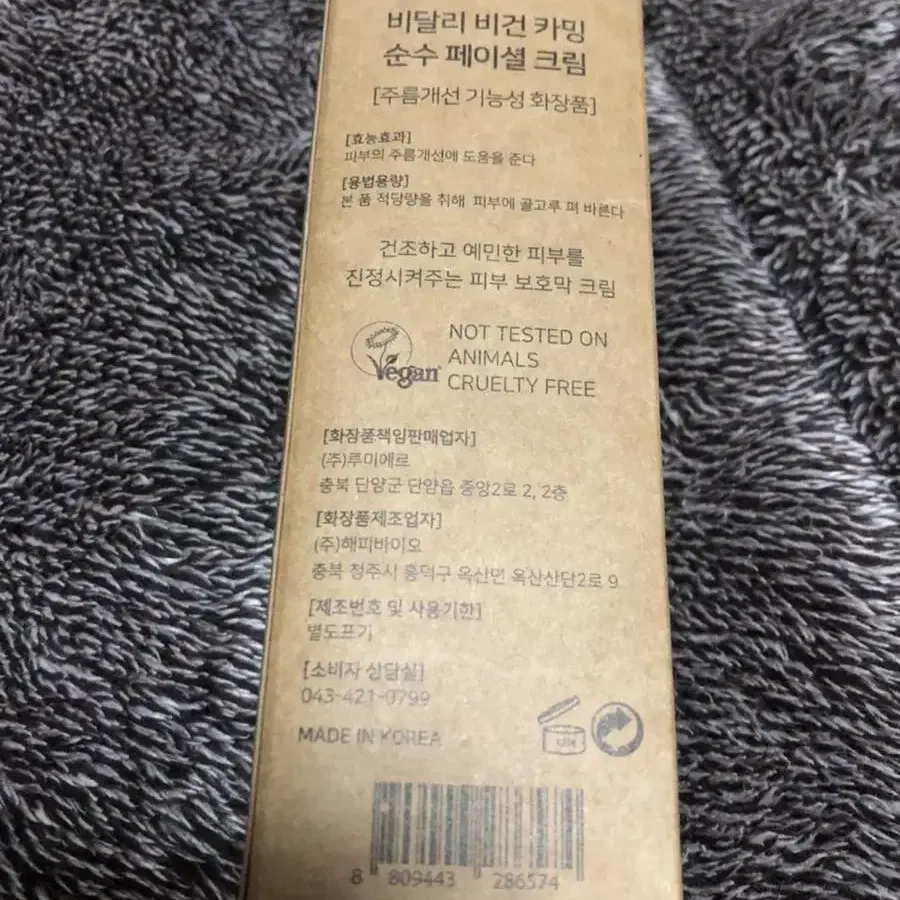 비달리 비건 카밍
순수 페이셜 크림
[주름개선 기능성 화장품]
[효능효과]
피부의 주름개선에 도움을 준다
[용법용량]
본 품 적당량을 취해 피부에 골고루 펴 바른다
건조하고 예민한 피부를
진정시켜주는 피부 보호막 크림
Vegan
NOT TESTED ON
ANIMALS
CRUELTY FREE
[화장품책임판매업자]
(주)루미에르
충북 단양군 단양읍 중앙2로 2, 2층
[화장품제조업자]
(주)해피바이오
충북 청주시 흥덕구 옥산면 옥산산단2로 9
[제조번호 및 사용기한]
별도표기
[소비자 상담실]
043-421-0799
MADE IN KOREA
8 809443 286574